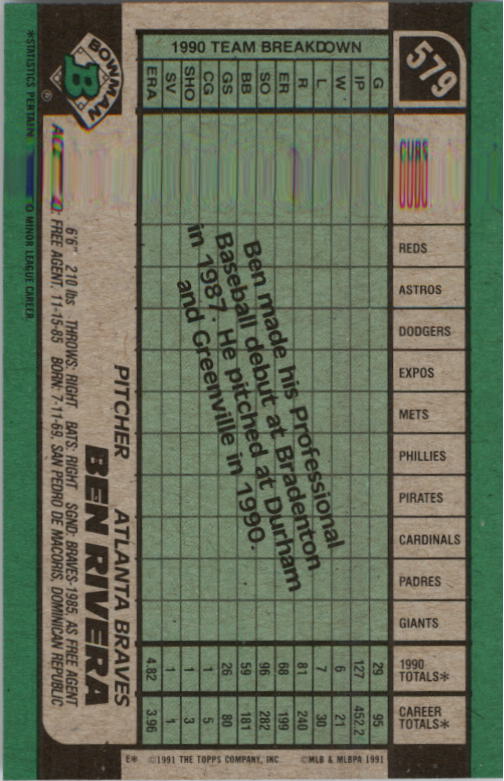 579
1990 TEAM BREAKDOWN
G IP W L R ER SO BB GS CG SHO SV ERA
CUBS
REDS
ASTROS
DODGERS
EXPOS
METS
PHILLIES
PIRATES
CARDINALS
PADRES
GIANTS
1990 TOTALS* 29 127 6 7 81 68 96 59 26 1 1 1 4.82
CAREER TOTALS* 95 452.2 21 30 240 199 282 181 80 5 3 1 3.96
Ben made his Professional
Baseball debut at Bradenton
in 1987. He pitched at Durham
and Greenville in 1990.
BOWMAN
B
®
PITCHER ATLANTA BRAVES
BEN RIVERA
6'6" 210 lbs THROWS: RIGHT BATS: RIGHT SGND: BRAVES-1985, AS FREE AGENT
FREE AGENT, 11-15-85 BORN: 7-11-69, SAN PEDRO DE MACORIS, DOMINICAN REPUBLIC
*STATISTICS PERTAIN O MINOR LEAGUE CAREER.
E* ©1991 THE TOPPS COMPANY, INC. ©MLB & MLBPA 1991